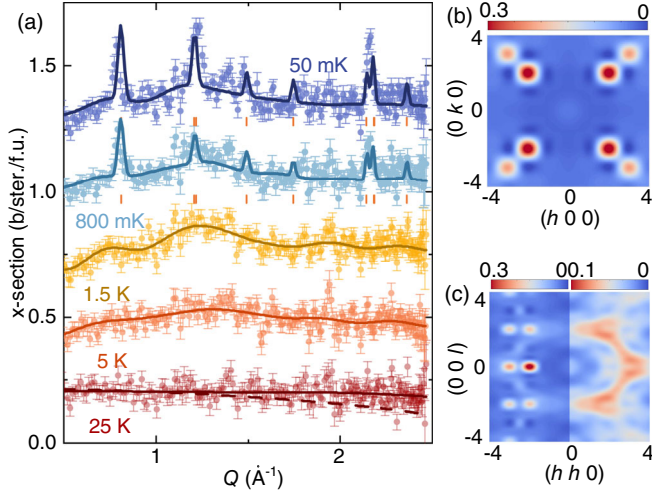 (a)
x-section (b/ster./f.u.)
1.5
1.0
0.5
0.0
50 mK
800 mK
1.5 K
5 K
25 K
1
2
Q (Å⁻¹)
0.3
0
(b)
(0 k 0)
4
0
-4
-4
0
4
(h 0 0)
0.3
00.1
0
(c)
(0 0 l)
4
0
-4
-4
0
4
(h h 0)